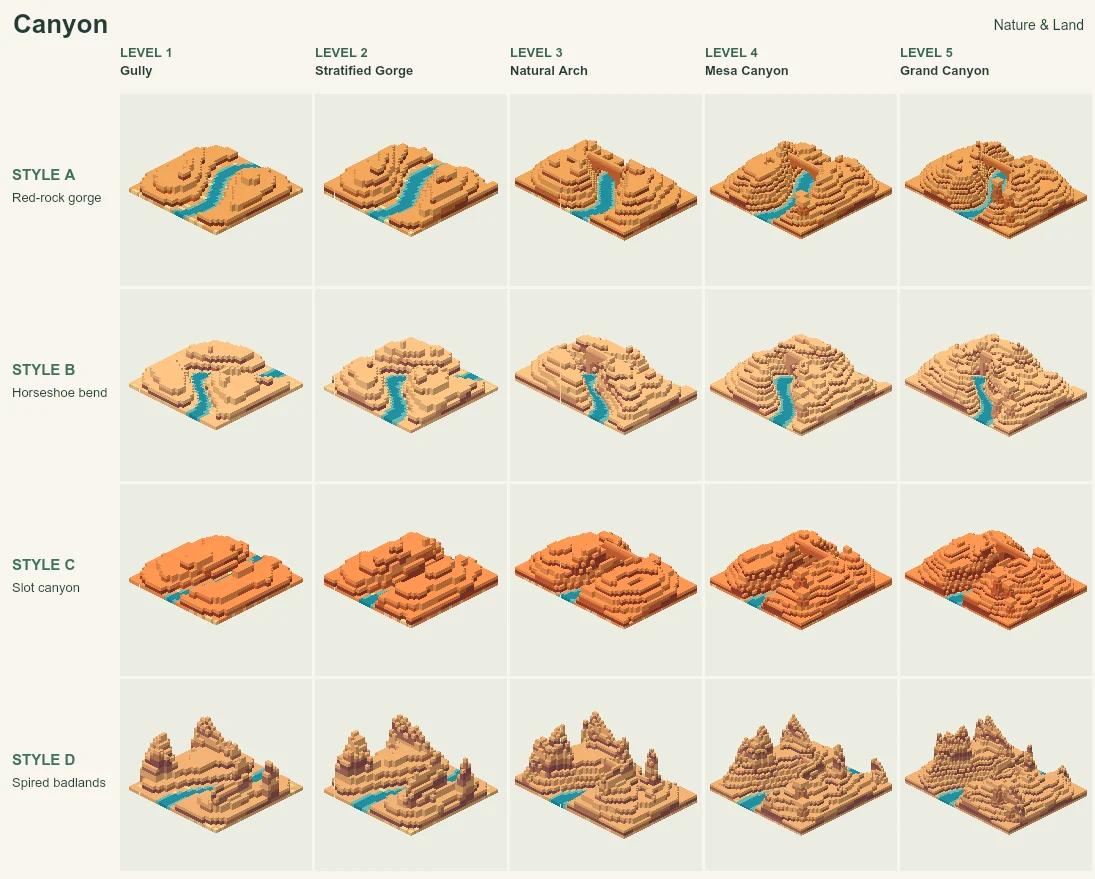 Canyon
Nature & Land
LEVEL 1
Gully
LEVEL 2
Stratified Gorge
LEVEL 3
Natural Arch
LEVEL 4
Mesa Canyon
LEVEL 5
Grand Canyon
STYLE A
Red-rock gorge
STYLE B
Horseshoe bend
STYLE C
Slot canyon
STYLE D
Spired badlands